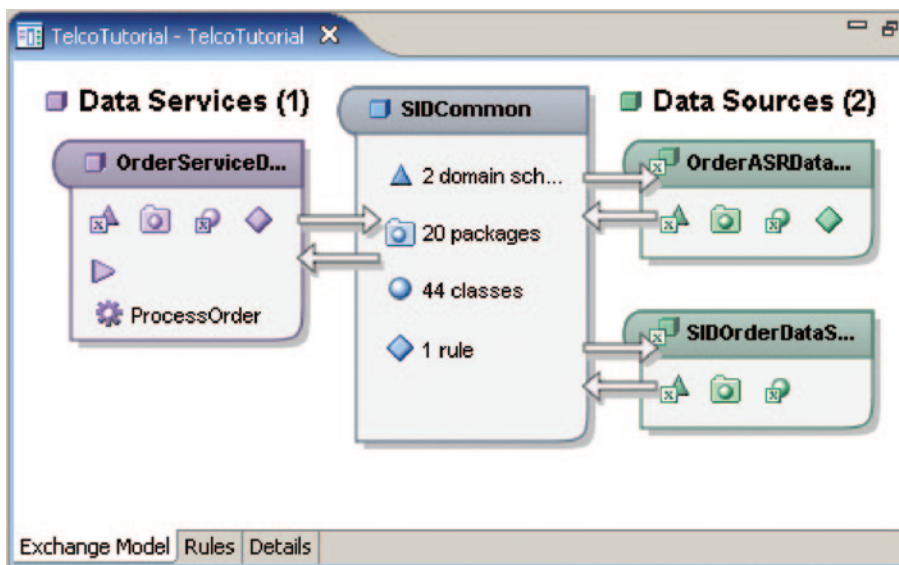 TelcoTutorial - TelcoTutorial
Data Services (1)
OrderServiceD...
ProcessOrder
SIDCommon
2 domain sch...
20 packages
44 classes
1 rule
Data Sources (2)
OrderASRData...
SIDOrderDataS...
Exchange Model Rules Details